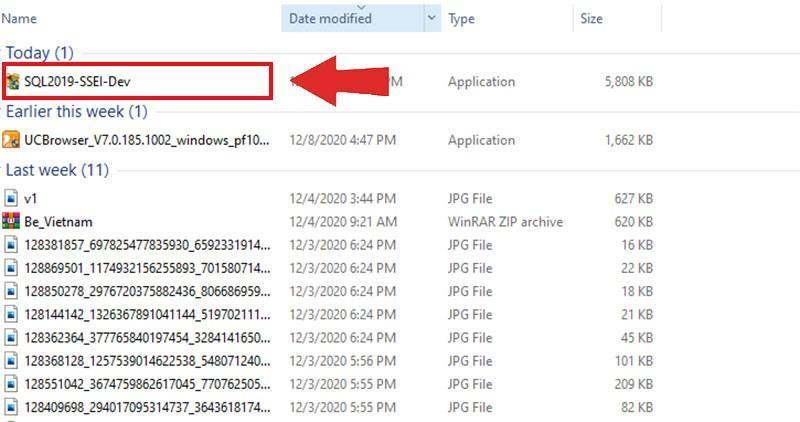 Name Date modified Type Size
Today (1)
SQL2019-SSEI-Dev Application 5,808 KB
Earlier this week (1)
UCBrowser_V7.0.185.1002_windows_pf10... 12/8/2020 4:47 PM Application 1,662 KB
Last week (11)
v1 12/4/2020 3:44 PM JPG File 627 KB
Be_Vietnam 12/4/2020 9:21 AM WinRAR ZIP archive 620 KB
128381857_697825477835930_6592331914... 12/3/2020 6:24 PM JPG File 16 KB
128869501_1174932156255893_701580714... 12/3/2020 6:24 PM JPG File 22 KB
128850278_2976720375882436_806686959... 12/3/2020 6:24 PM JPG File 18 KB
128144142_1326367891041144_519702111... 12/3/2020 6:24 PM JPG File 21 KB
128362364_377765840197454_3284141650... 12/3/2020 6:24 PM JPG File 45 KB
128368128_1257539014622538_548071240... 12/3/2020 5:56 PM JPG File 101 KB
128551042_3674759862617045_770762505... 12/3/2020 5:55 PM JPG File 209 KB
128409698_294017095314737_3643618174... 12/3/2020 5:55 PM JPG File 82 KB